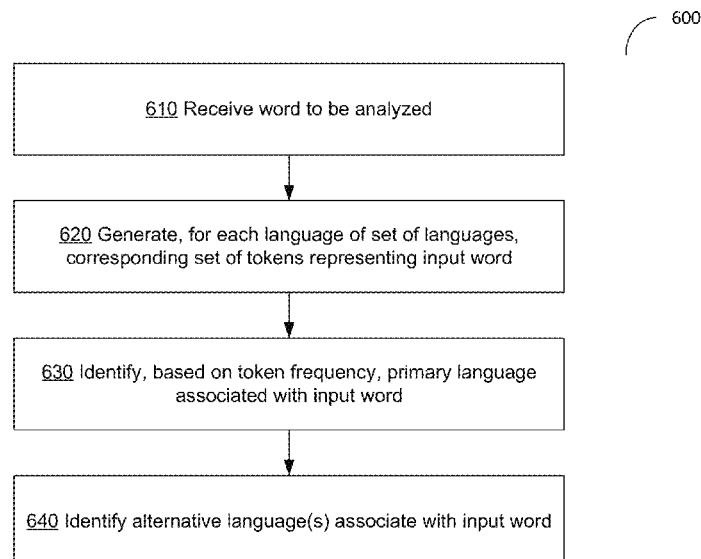 600
610 Receive word to be analyzed
620 Generate, for each language of set of languages,
corresponding set of tokens representing input word
630 Identify, based on token frequency, primary language
associated with input word
640 Identify alternative language(s) associate with input word